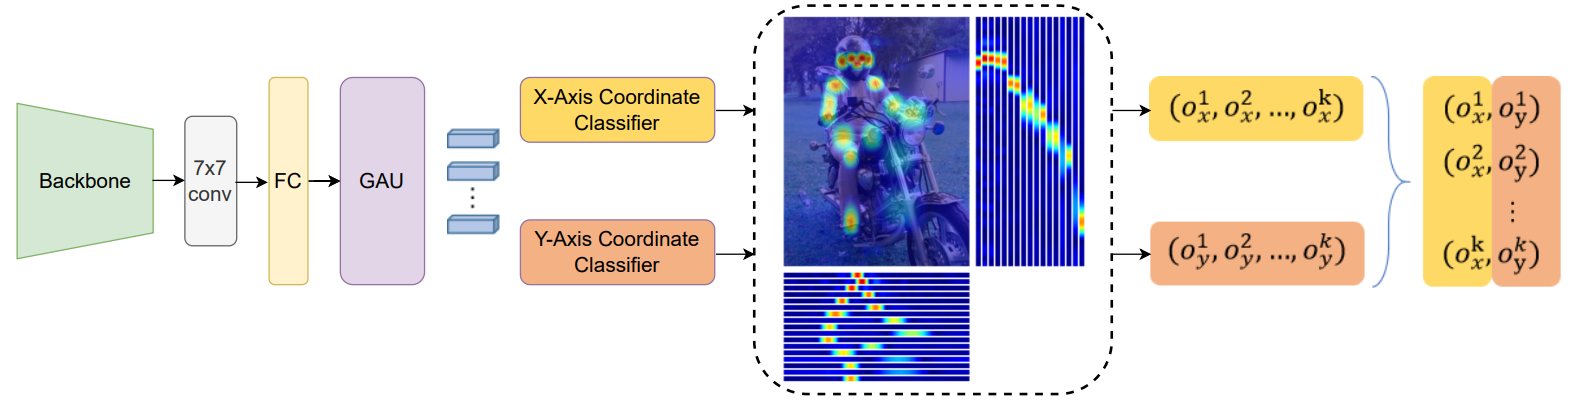 Backbone
7x7
conv
FC
GAU
X-Axis Coordinate
Classifier
Y-Axis Coordinate
Classifier
(o_x^1, o_x^2, ..., o_x^k)
(o_y^1, o_y^2, ..., o_y^k)
(o_x^1, o_y^1)
(o_x^2, o_y^2)
⋮
(o_x^k, o_y^k)